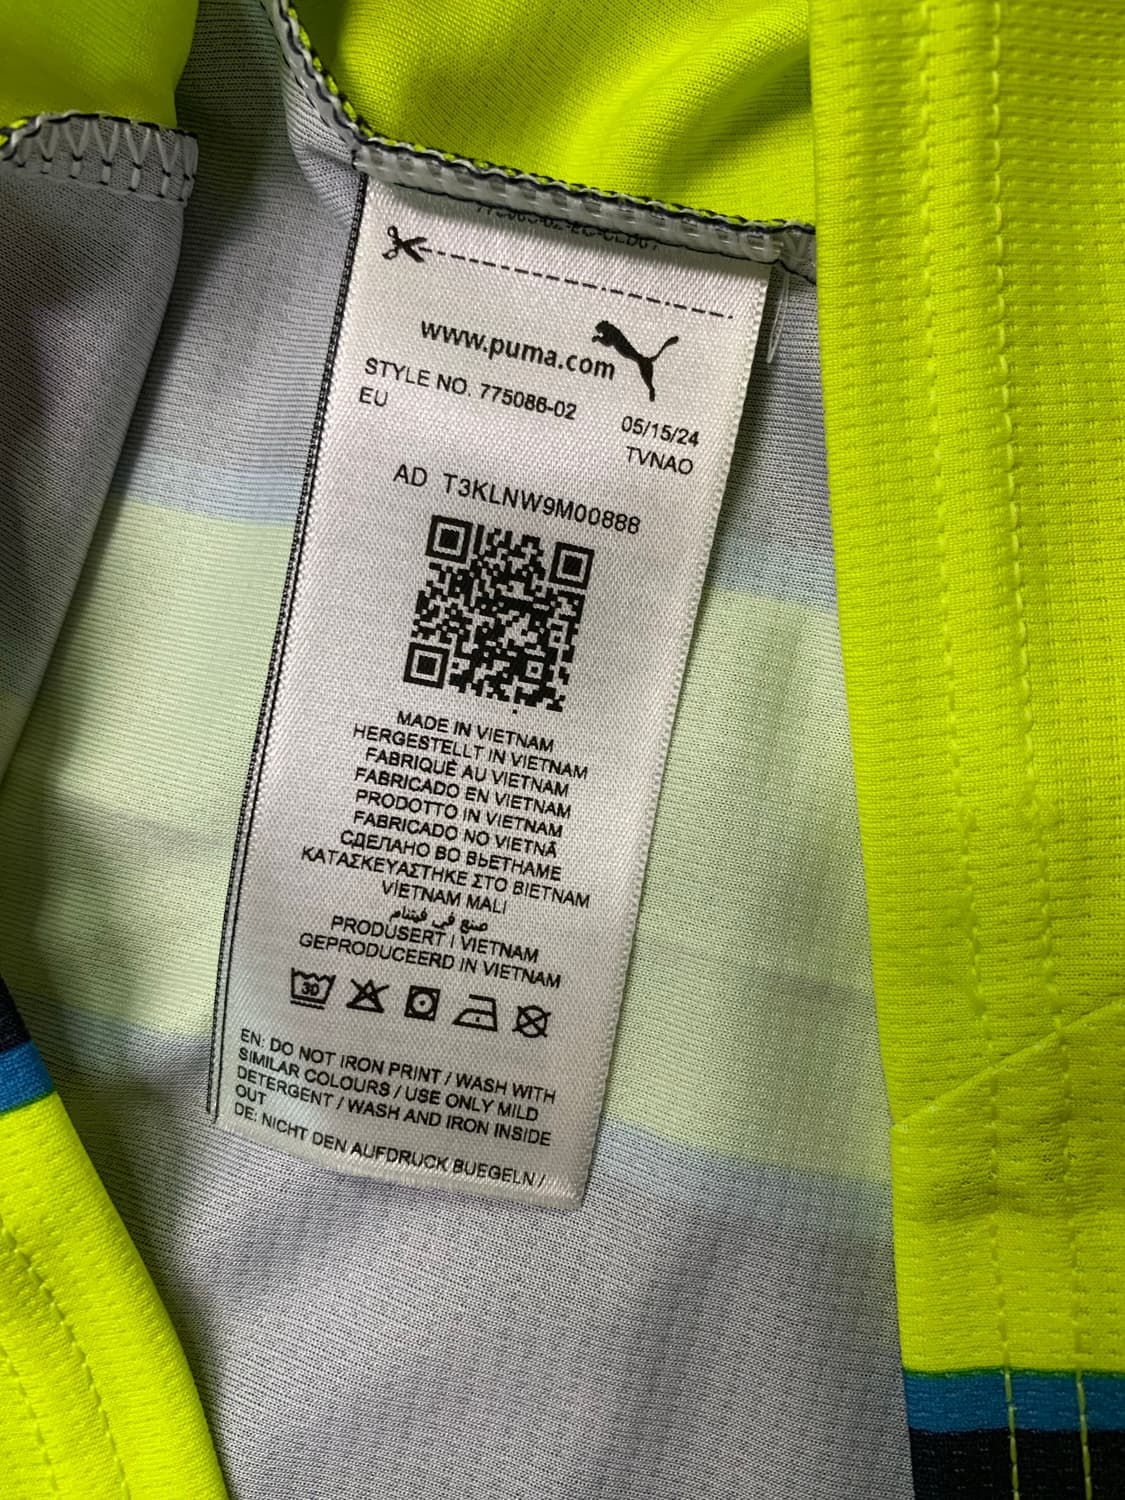 www.puma.com
STYLE NO. 775086-02
EU
05/15/24
TVNAO
AD T3KLNW9M00888
MADE IN VIETNAM
HERGESTELLT IN VIETNAM
FABRIQUÈ AU VIETNAM
FABRICADO EN VIETNAM
PRODOTTO IN VIETNAM
FABRICADO NO VIETNÃ
СДЕЛАНО ВО ВЬЕТНАМЕ
ΚΑΤΑΣΚΕΥΑΣΤΗΚΕ ΣΤΟ ΒΙΕΤΝΑΜ
VIETNAM MALI
صنع في فيتنام
PRODUSERT I VIETNAM
GEPRODUCEERD IN VIETNAM
30
EN: DO NOT IRON PRINT / WASH WITH
SIMILAR COLOURS / USE ONLY MILD
DETERGENT / WASH AND IRON INSIDE
OUT
DE: NICHT DEN AUFDRUCK BUEGELN /